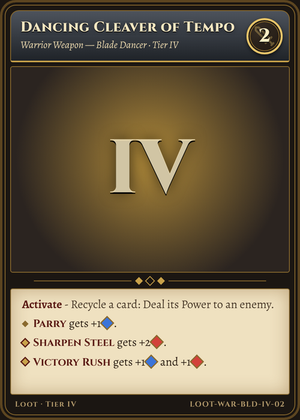 Dancing Cleaver of Tempo
Warrior Weapon — Blade Dancer · Tier IV
2
IV
Activate - Recycle a card: Deal its Power to an enemy.
Parry gets +1.
Sharpen Steel gets +2.
Victory Rush gets +1 and +1.
Loot · Tier IV
LOOT-WAR-BLD-IV-02